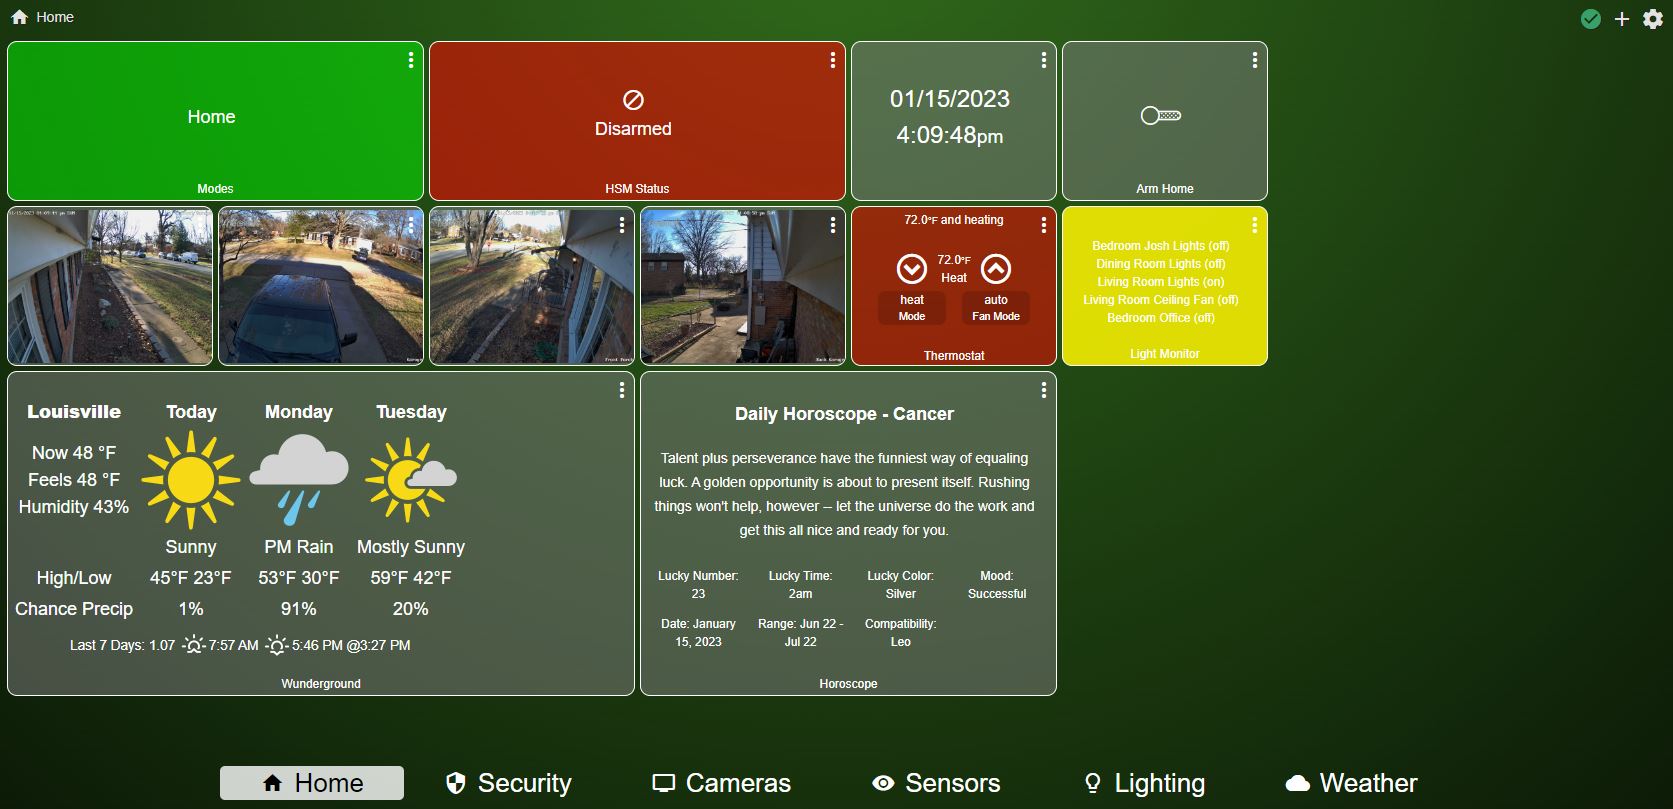 Home
Home
Modes
Disarmed
HSM Status
01/15/2023
4:09:48pm
Arm Home
Front Porch
Back Garage
72.0°F and heating
72.0°F
Heat
heat
Mode
auto
Fan Mode
Thermostat
Bedroom Josh Lights (off)
Dining Room Lights (off)
Living Room Lights (on)
Living Room Ceiling Fan (off)
Bedroom Office (off)
Light Monitor
Louisville Today Monday Tuesday
Now 48 °F
Feels 48 °F
Humidity 43%
Sunny PM Rain Mostly Sunny
High/Low 45°F 23°F 53°F 30°F 59°F 42°F
Chance Precip 1% 91% 20%
Last 7 Days: 1.07 7:57 AM 5:46 PM @3:27 PM
Wunderground
Daily Horoscope - Cancer
Talent plus perseverance have the funniest way of equaling
luck. A golden opportunity is about to present itself. Rushing
things won't help, however -- let the universe do the work and
get this all nice and ready for you.
Lucky Number:
23
Lucky Time:
2am
Lucky Color:
Silver
Mood:
Successful
Date: January
15, 2023
Range: Jun 22 -
Jul 22
Compatibility:
Leo
Horoscope
Home Security Cameras Sensors Lighting Weather